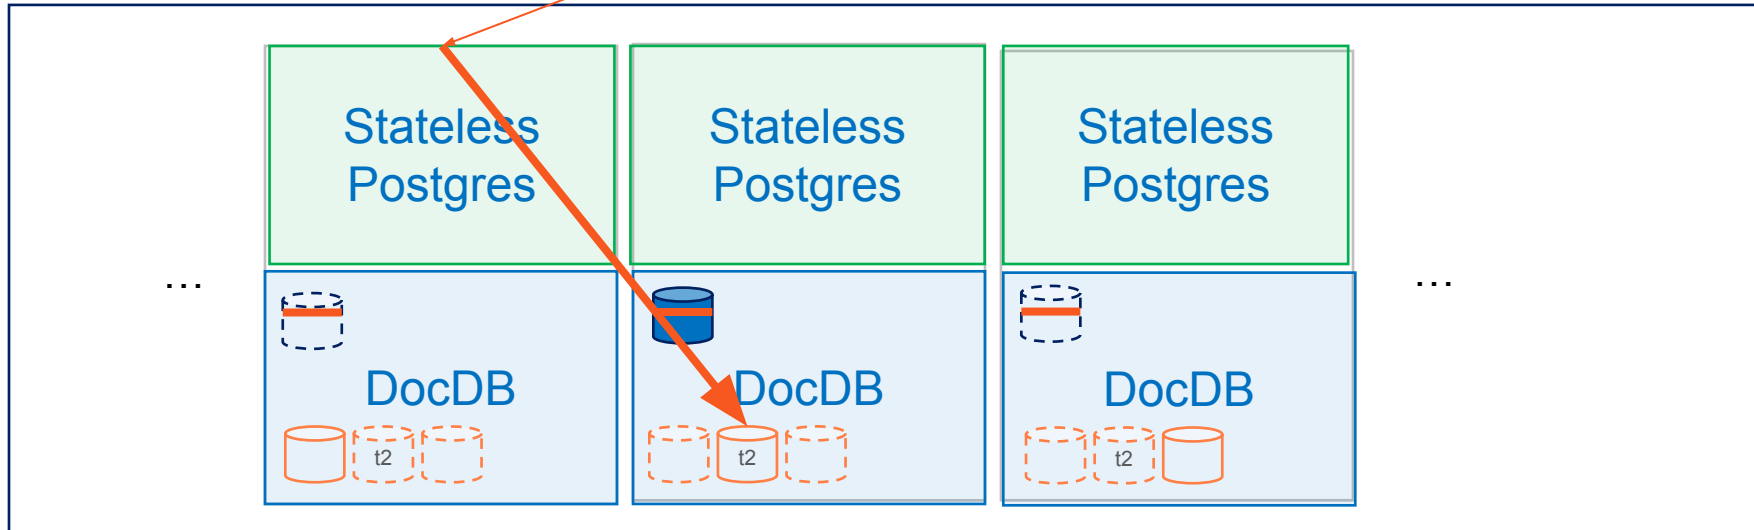 Stateless
Postgres
Stateless
Postgres
Stateless
Postgres
...
...
DocDB
DocDB
DocDB
t2
t2
t2